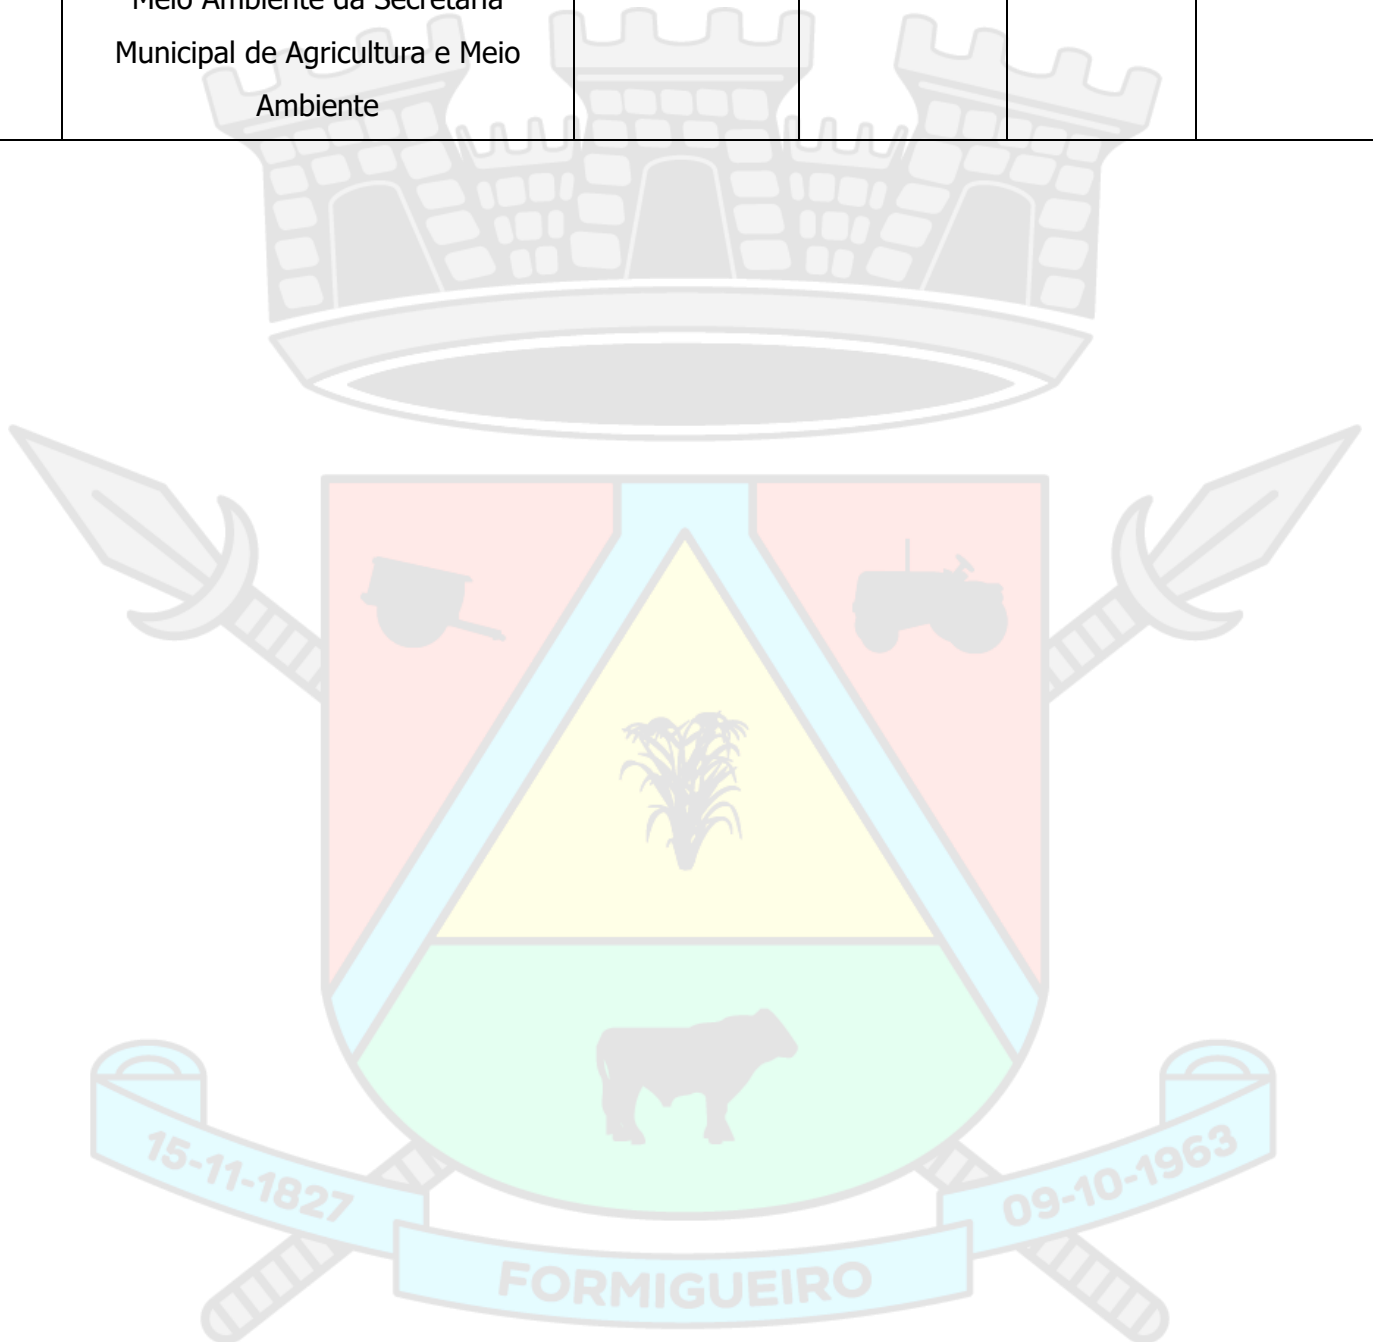 Meio Ambiente da Secretaria
Municipal de Agricultura e Meio
Ambiente
15-11-1827
09-10-1963
FORMIGUEIRO